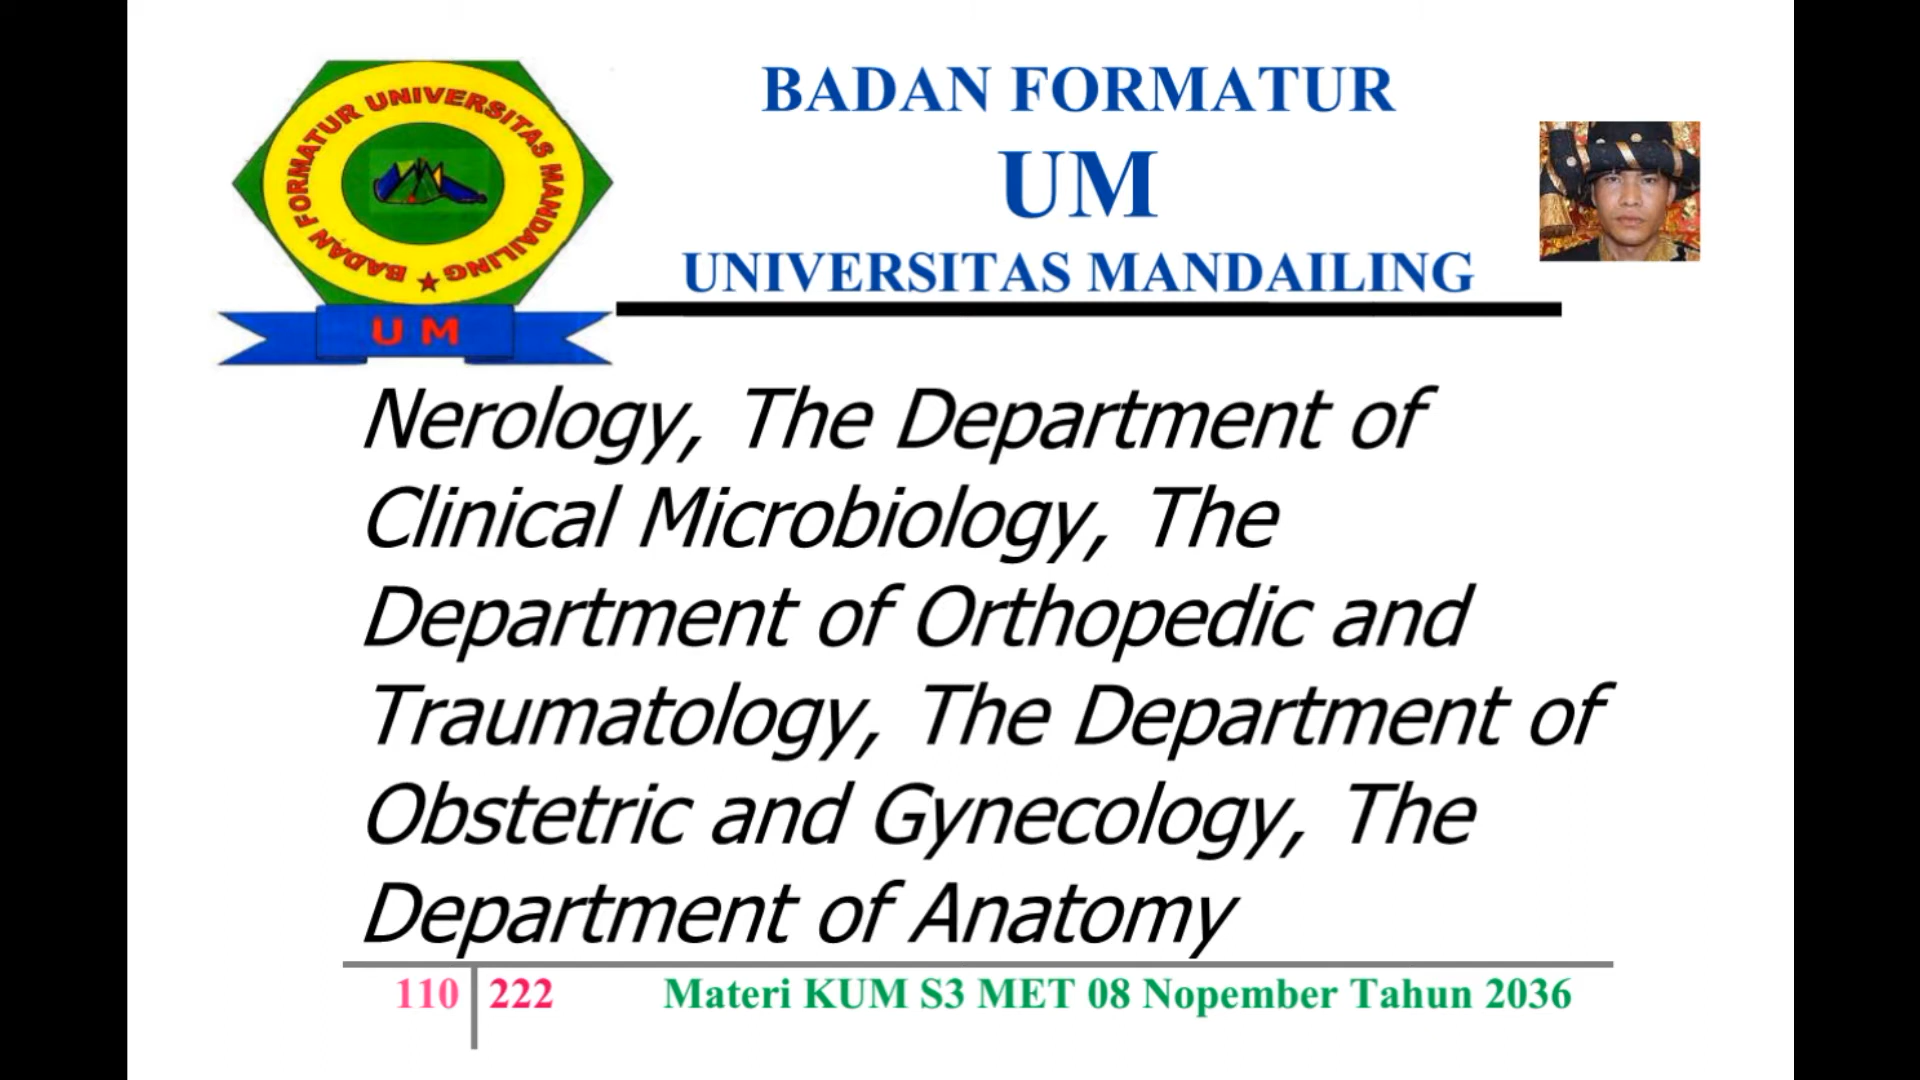 BADAN FORMATUR UNIVERSITAS MANDAILING
U M
BADAN FORMATUR
UM
UNIVERSITAS MANDAILING
Nerology, The Department of
Clinical Microbiology, The
Department of Orthopedic and
Traumatology, The Department of
Obstetric and Gynecology, The
Department of Anatomy
110 222 Materi KUM S3 MET 08 Nopember Tahun 2036